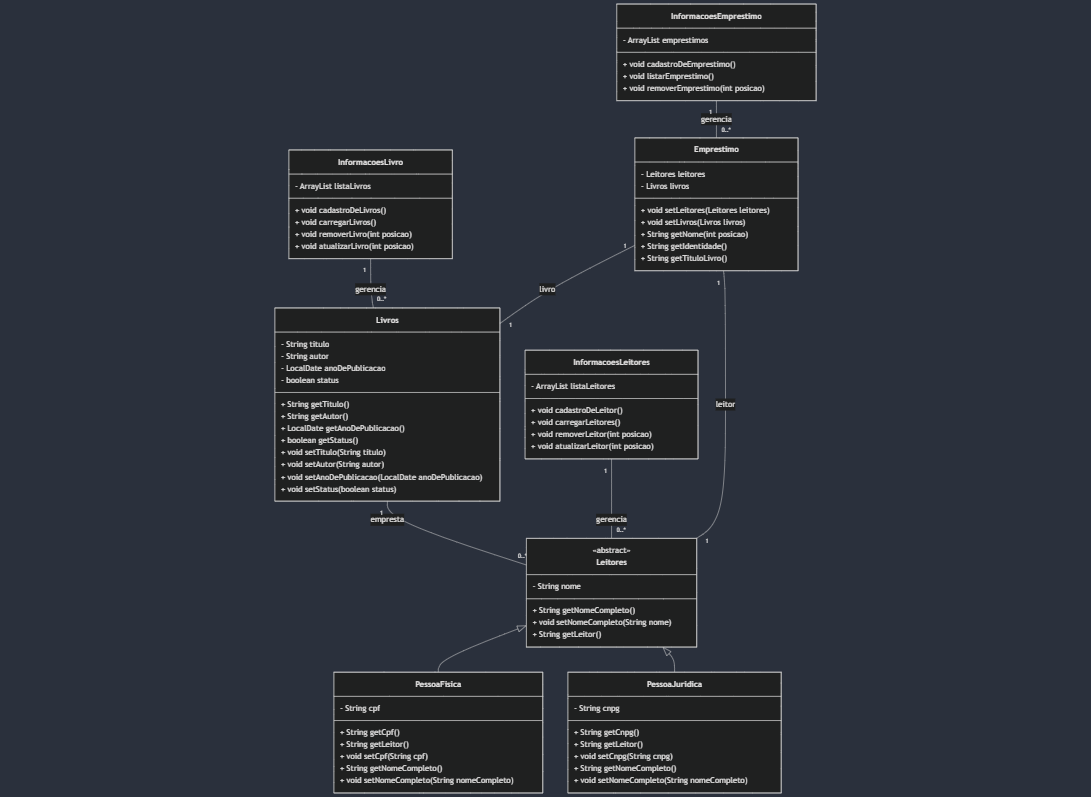 InformacoesEmprestimo
- ArrayList emprestimos
+ void cadastroDeEmprestimo()
+ void listarEmprestimo()
+ void removerEmprestimo(int posicao)
1
gerencia
0..*
Emprestimo
- Leitores leitores
- Livros livros
+ void setLeitores(Leitores leitores)
+ void setLivros(Livros livros)
+ String getNome(int posicao)
+ String getIdentidade()
+ String getTituloLivro()
InformacoesLivro
- ArrayList listaLivros
+ void cadastroDeLivros()
+ void carregarLivros()
+ void removerLivro(int posicao)
+ void atualizarLivro(int posicao)
1
gerencia
0..*
1
livro
1
1
leitor
1
Livros
- String titulo
- String autor
- LocalDate anoDePublicacao
- boolean status
+ String getTitulo()
+ String getAutor()
+ LocalDate getAnoDePublicacao()
+ boolean getStatus()
+ void setTitulo(String titulo)
+ void setAutor(String autor)
+ void setAnoDePublicacao(LocalDate anoDePublicacao)
+ void setStatus(boolean status)
InformacoesLeitores
- ArrayList listaLeitores
+ void cadastroDeLeitor()
+ void carregarLeitores()
+ void removerLeitor(int posicao)
+ void atualizarLeitor(int posicao)
1
gerencia
0..*
1
empresta
0..*
«abstract»
Leitores
- String nome
+ String getNomeCompleto()
+ void setNomeCompleto(String nome)
+ String getLeitor()
PessoaFisica
- String cpf
+ String getCpf()
+ String getLeitor()
+ void setCpf(String cpf)
+ String getNomeCompleto()
+ void setNomeCompleto(String nomeCompleto)
PessoaJuridica
- String cnpg
+ String getCnpg()
+ String getLeitor()
+ void setCnpg(String cnpg)
+ String getNomeCompleto()
+ void setNomeCompleto(String nomeCompleto)